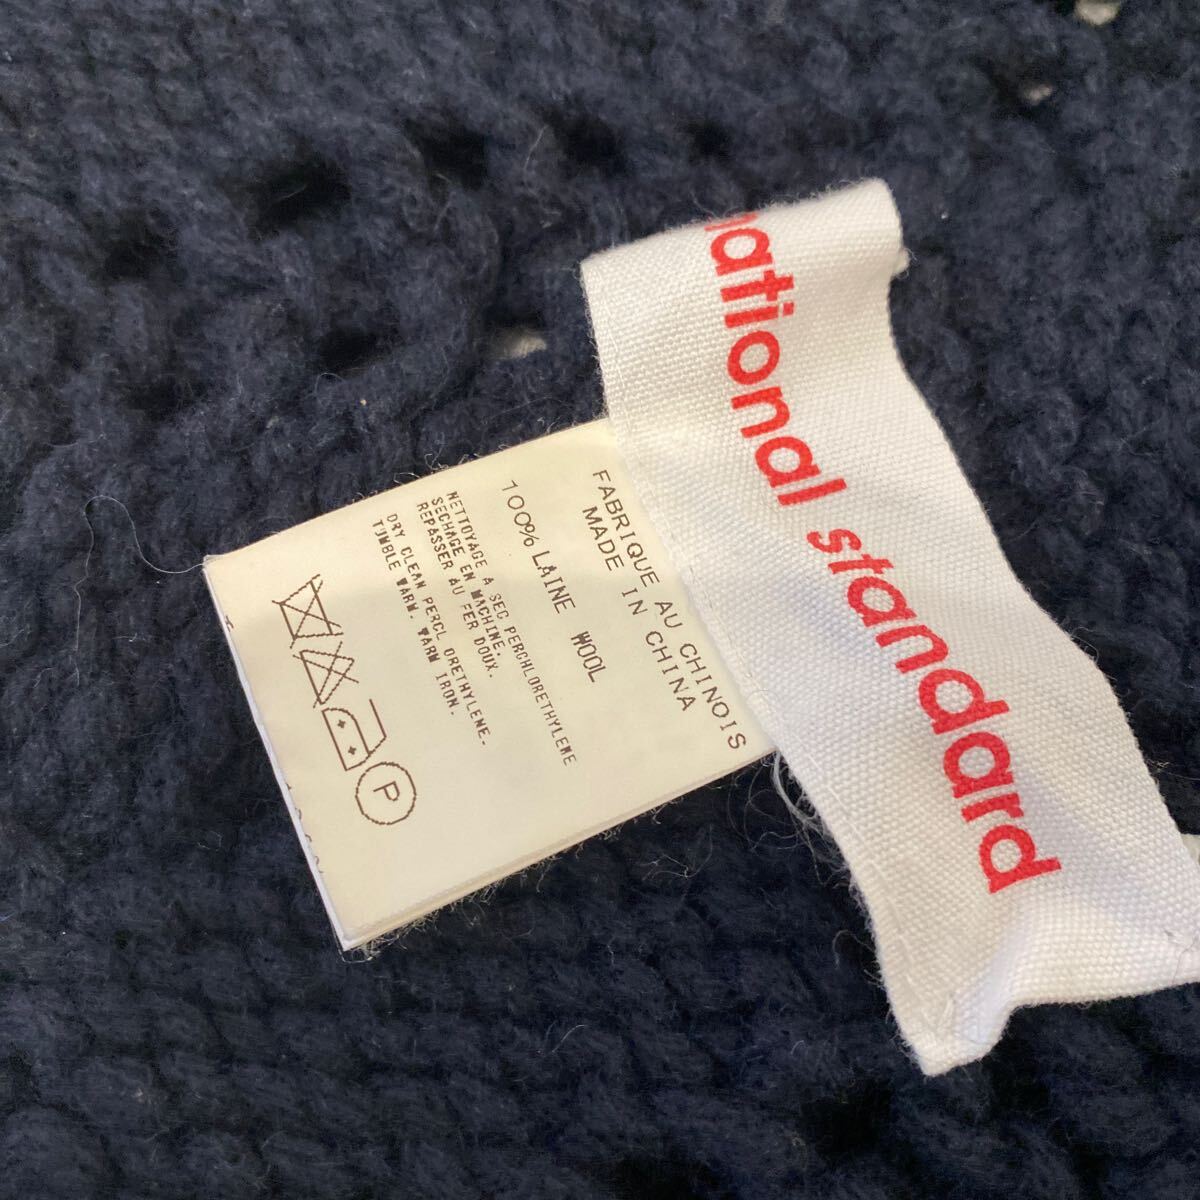 national standard
FABRIQUE AU CHINOIS
MADE IN CHINA
100% LAINE WOOL
NETTOYAGE A SEC PERCHLORETHYLENE
SECHAGE EN MACHINE.
REPASSER AU FER DOUX.
DRY CLEAN PERCL ORETHYLENE.
TUMBLE WARM. WARM IRON.
P